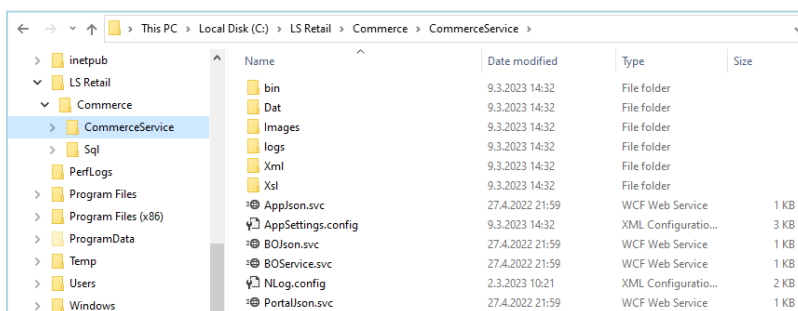 This PC > Local Disk (C:) > LS Retail > Commerce > CommerceService >
inetpub
LS Retail
Commerce
CommerceService
Sql
PerfLogs
Program Files
Program Files (x86)
ProgramData
Temp
Users
Windows
Name Date modified Type Size
bin 9.3.2023 14:32 File folder
Dat 9.3.2023 14:32 File folder
Images 9.3.2023 14:32 File folder
logs 9.3.2023 14:32 File folder
Xml 9.3.2023 14:32 File folder
Xsl 9.3.2023 14:32 File folder
AppJson.svc 27.4.2022 21:59 WCF Web Service 1 KB
AppSettings.config 9.3.2023 14:32 XML Configuratio... 3 KB
BOJson.svc 27.4.2022 21:59 WCF Web Service 1 KB
BOService.svc 27.4.2022 21:59 WCF Web Service 1 KB
NLog.config 2.3.2023 10:21 XML Configuratio... 2 KB
PortalJson.svc 27.4.2022 21:59 WCF Web Service 1 KB